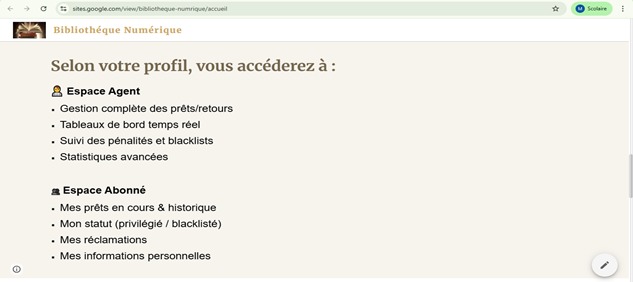 sites.google.com/view/bibliotheque-numrique/accueil
M Scolaire
Bibliothéque Numérique
Selon votre profil, vous accéderez à :
Espace Agent
• Gestion complète des prêts/retours
• Tableaux de bord temps réel
• Suivi des pénalités et blacklists
• Statistiques avancées
Espace Abonné
• Mes prêts en cours & historique
• Mon statut (privilégié / blacklisté)
• Mes réclamations
• Mes informations personnelles